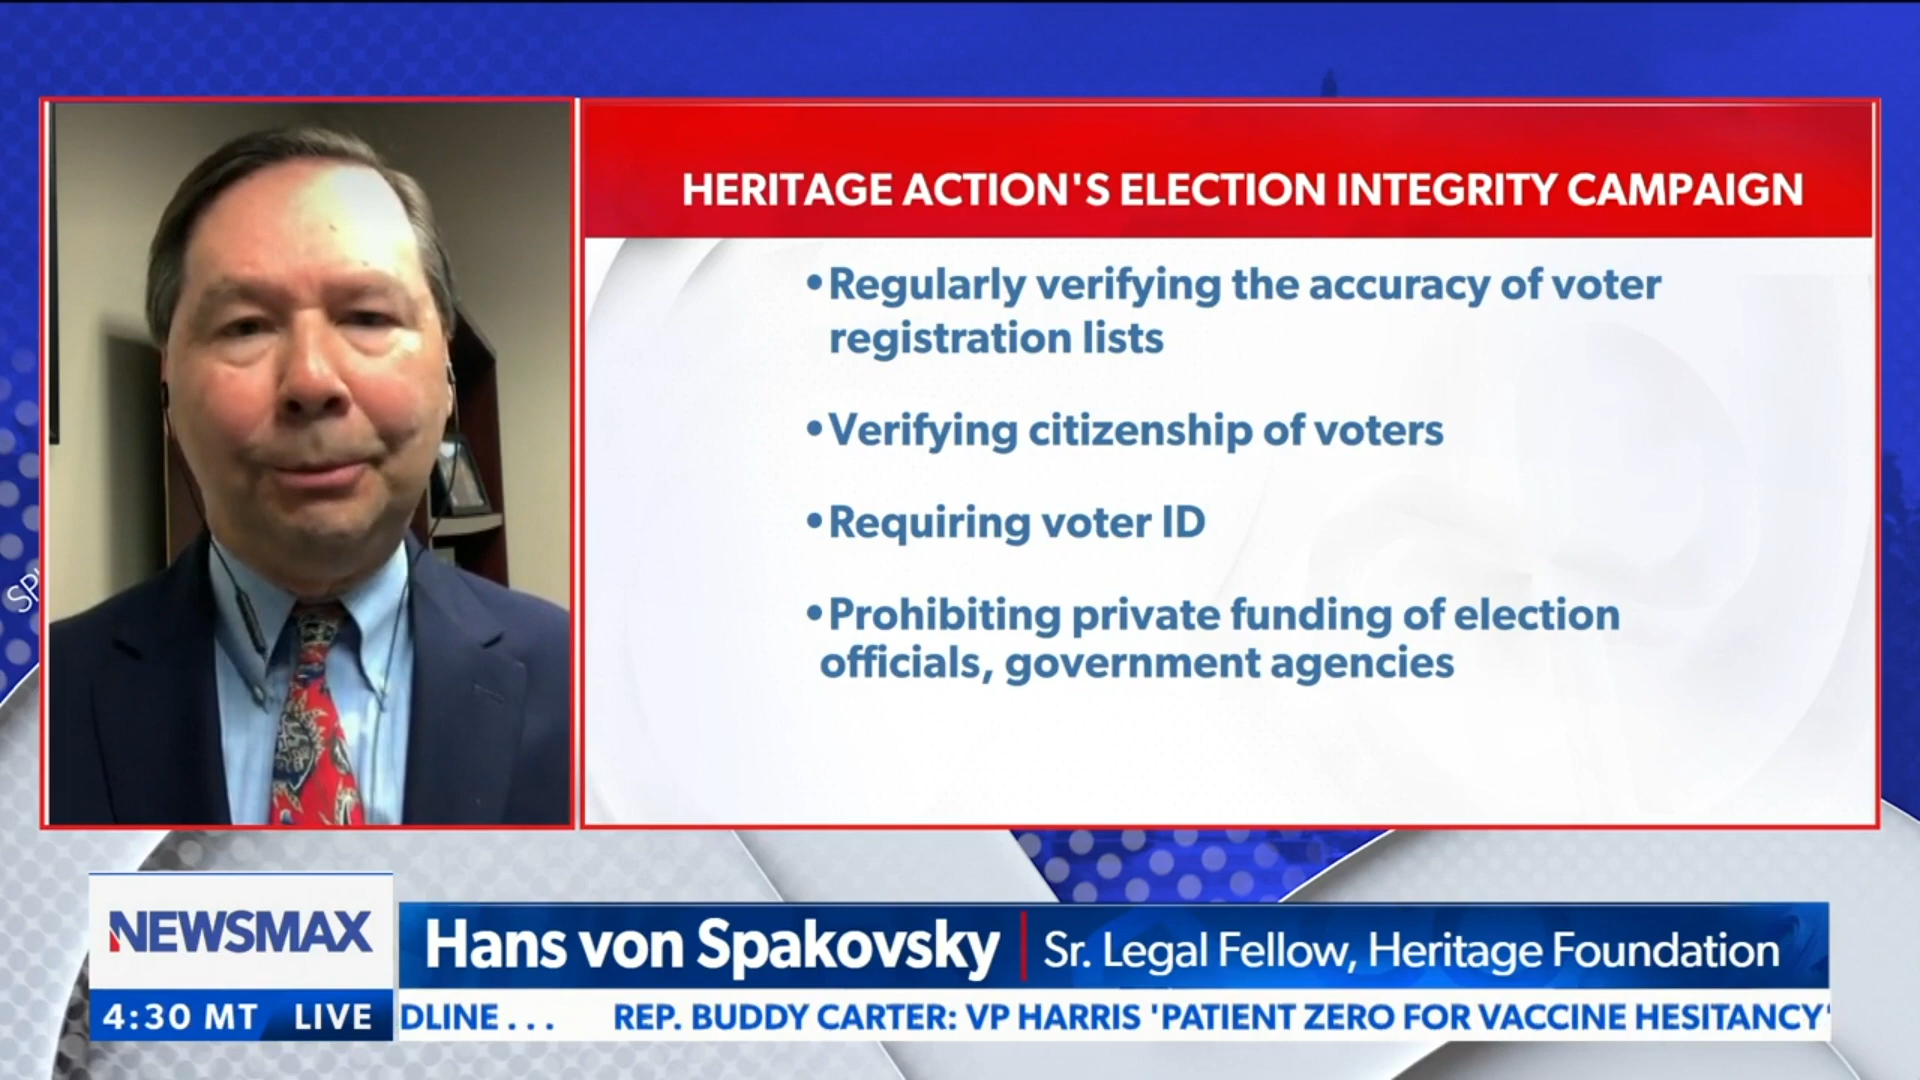 HERITAGE ACTION'S ELECTION INTEGRITY CAMPAIGN
•Regularly verifying the accuracy of voter
registration lists
•Verifying citizenship of voters
•Requiring voter ID
•Prohibiting private funding of election
officials, government agencies
SP
NEWSMAX
Hans von Spakovsky | Sr. Legal Fellow, Heritage Foundation
4:30 MT LIVE
DLINE... REP. BUDDY CARTER: VP HARRIS 'PATIENT ZERO FOR VACCINE HESITANCY'